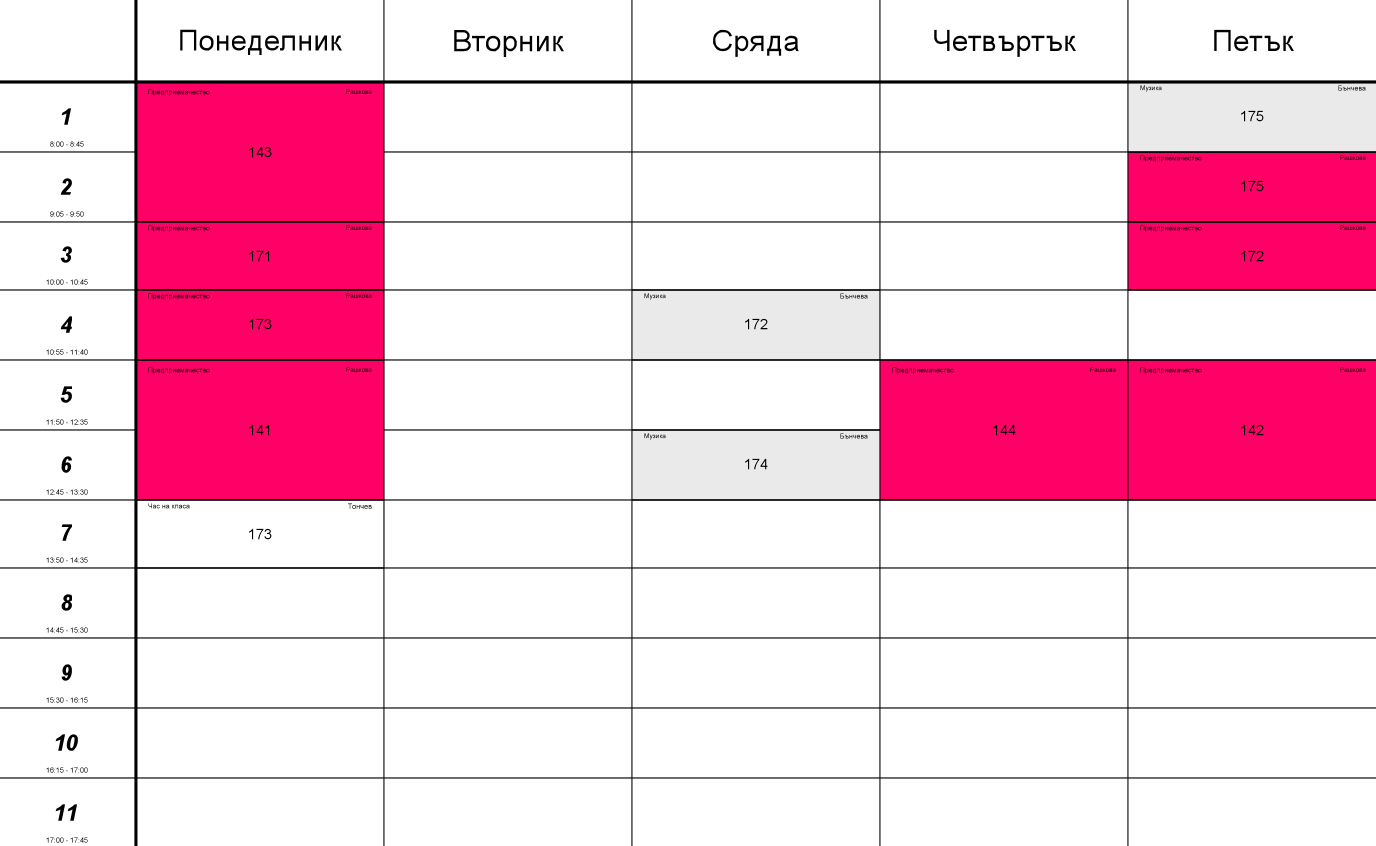 Понеделник Вторник Сряда Четвъртък Петък
1 Предприемачество Рашкова Музика Бънчева
143 175
8:00 - 8:45
2 Предприемачество Рашкова
175
9:05 - 9:50
3 Предприемачество Рашкова Предприемачество Рашкова
171 172
10:00 - 10:45
4 Предприемачество Рашкова Музика Бънчева
173 172
10:55 - 11:40
5 Предприемачество Рашкова Предприемачество Рашкова Предприемачество Рашкова
11:50 - 12:35
141 144 142
6 Музика Бънчева
174
12:45 - 13:30
7 Час на класа Тончев
173
13:50 - 14:35
8
14:45 - 15:30
9
15:30 - 16:15
10
16:15 - 17:00
11
17:00 - 17:45